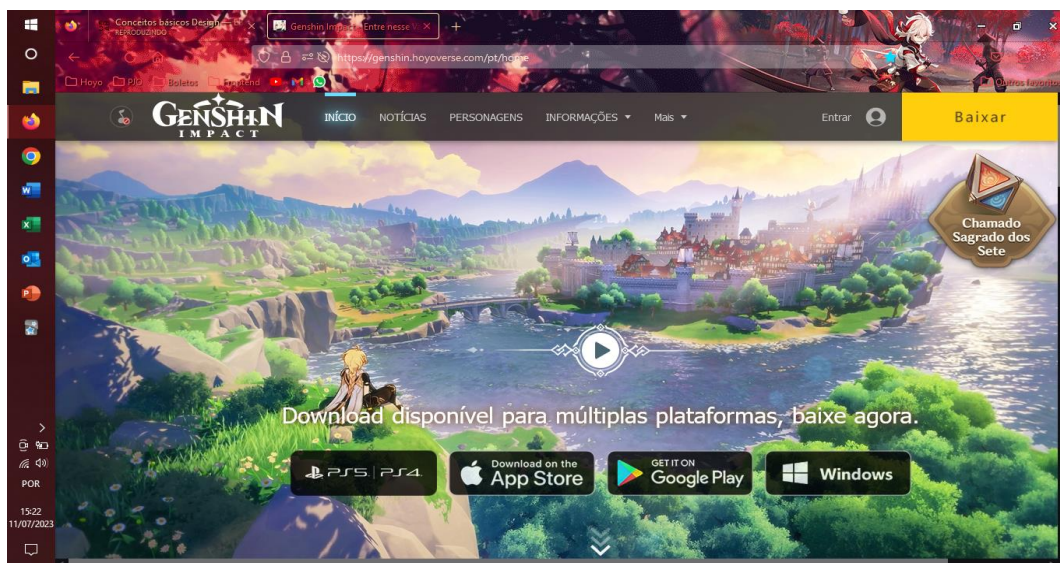 Conceitos básicos Design
REPRODUZINDO
Genshin Impact - Entre nesse V
https://genshin.hoyoverse.com/pt/home
Hoyo
Boletos
Frontend
Outros favorito
GENSHIN
IMPACT
INÍCIO
NOTÍCIAS
PERSONAGENS
INFORMAÇÕES
Mais
Entrar
Baixar
Chamado
Sagrado dos
Sete
Download disponível para múltiplas plataformas, baixe agora.
PS5 PS4
Download on the
App Store
GET IT ON
Google Play
Windows
POR
15:22
11/07/2023